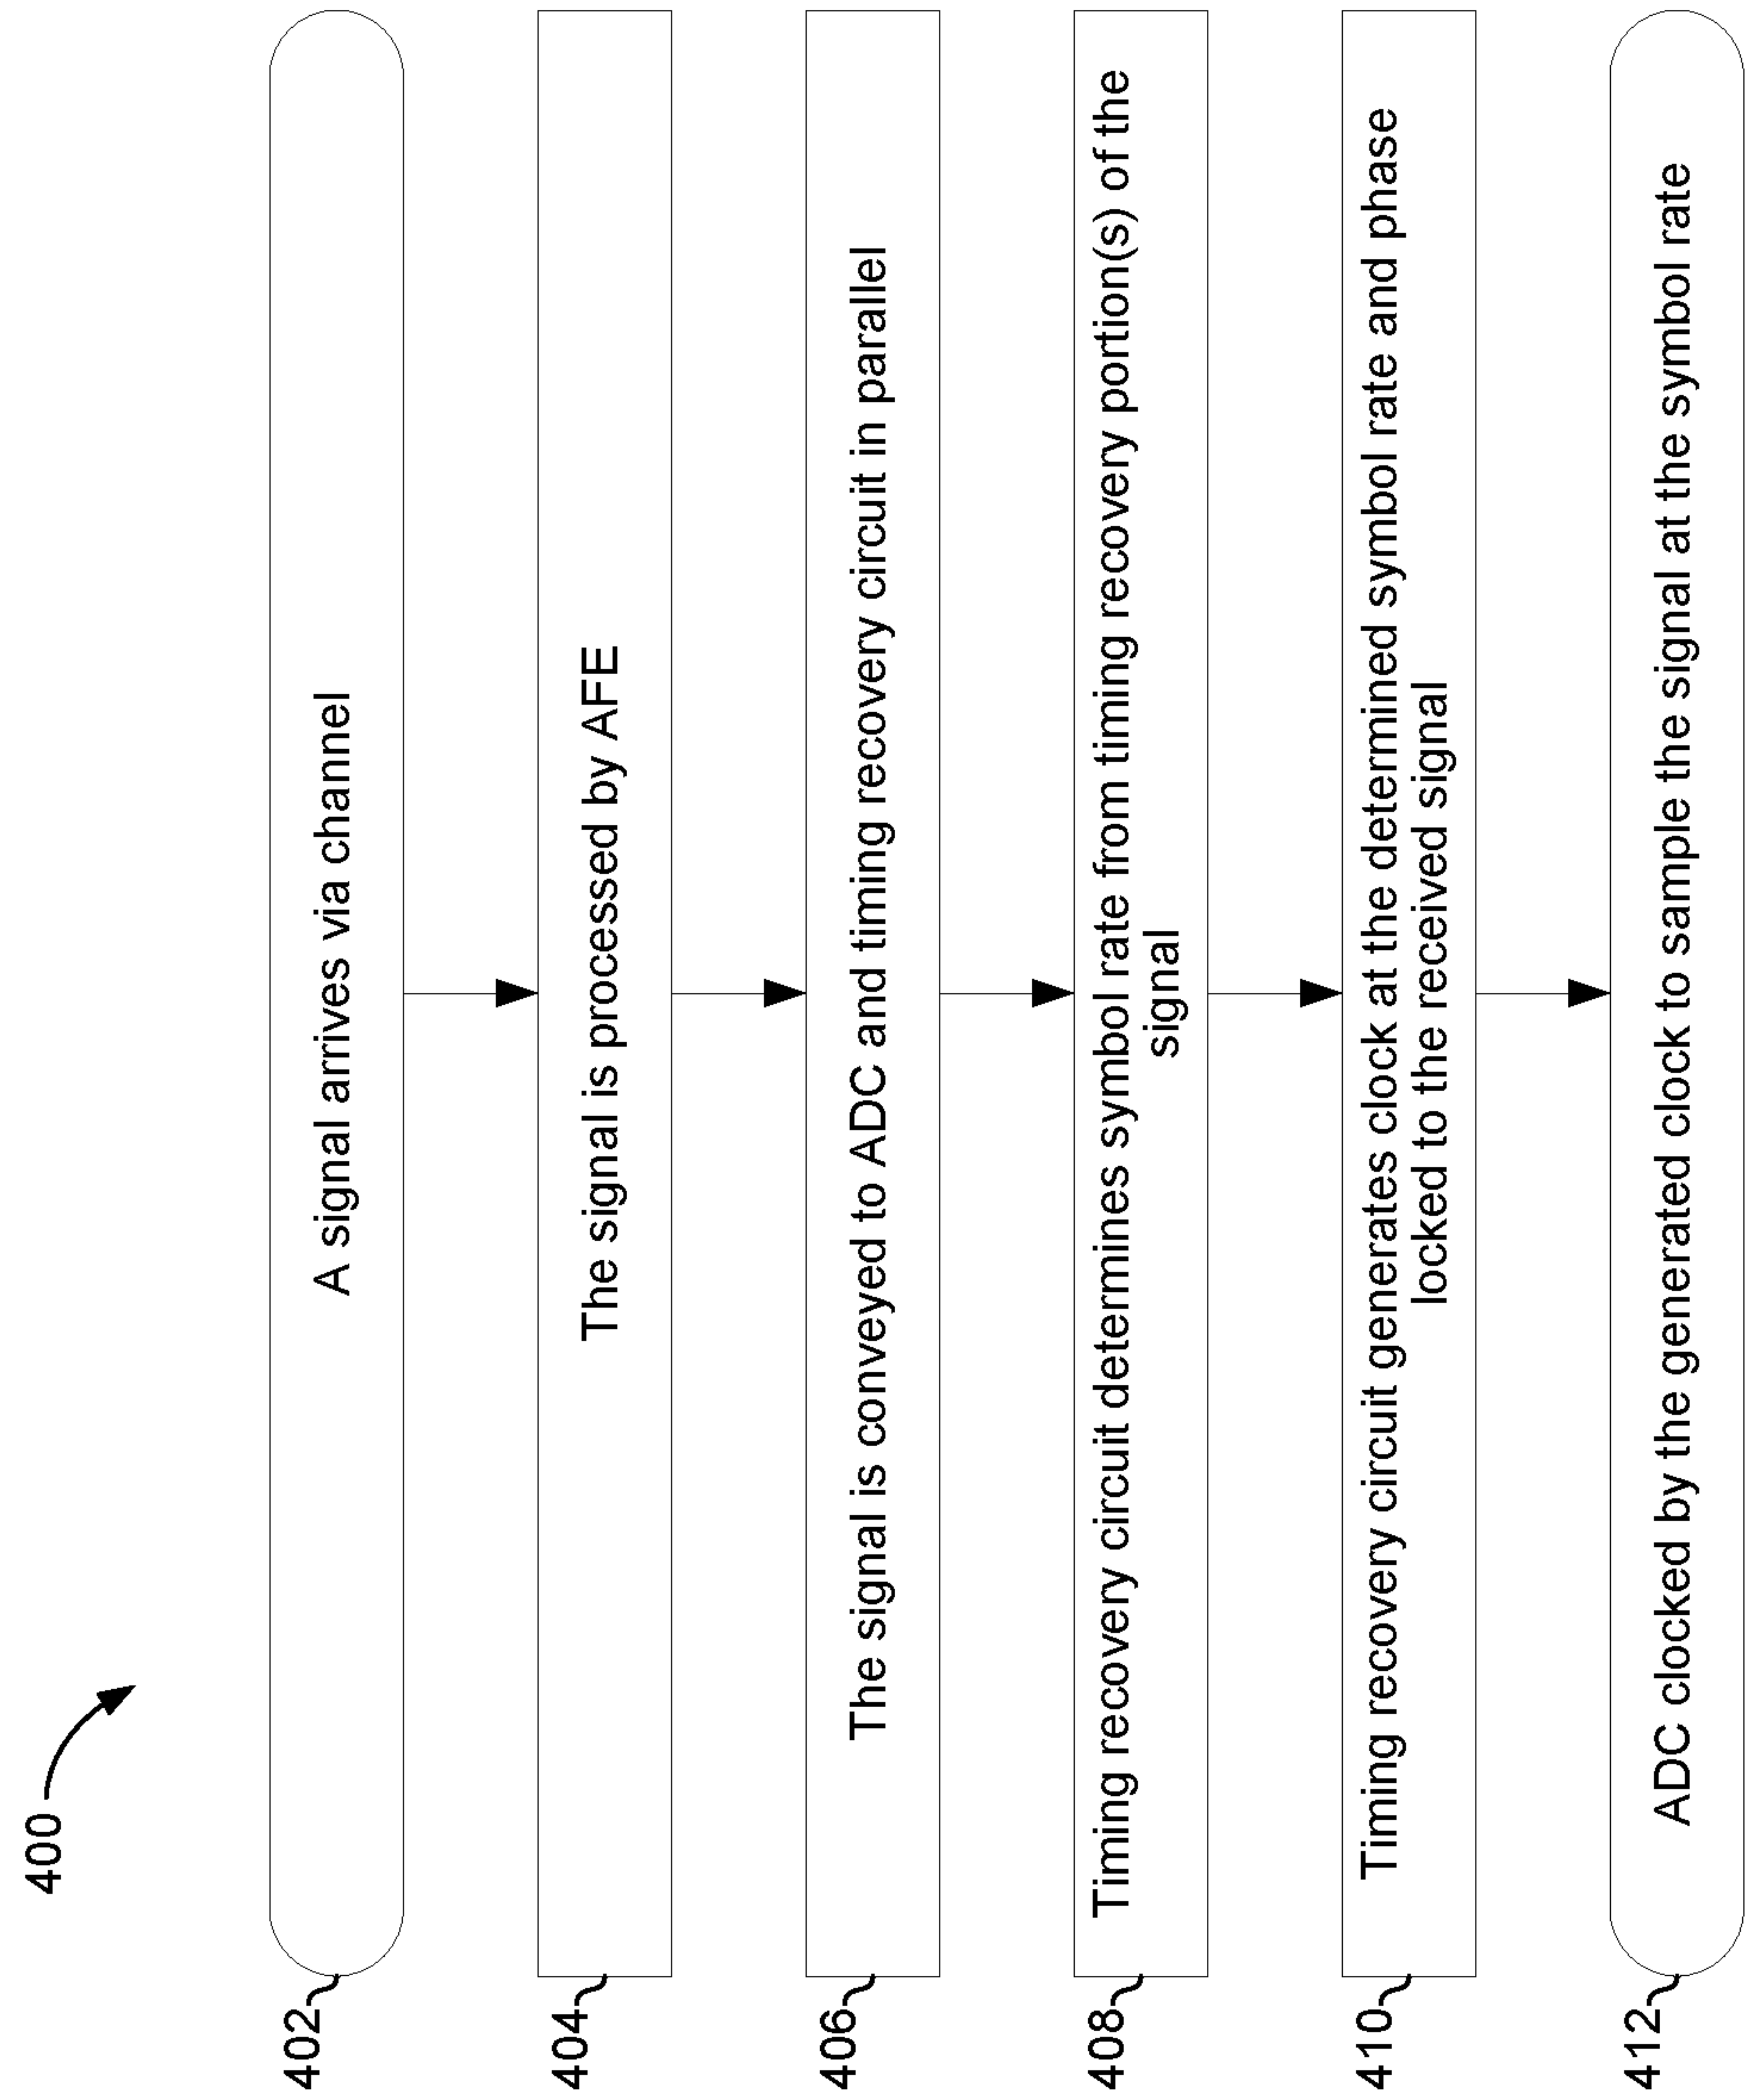 400
402
A signal arrives via channel
404
The signal is processed by AFE
406
The signal is conveyed to ADC and timing recovery circuit in parallel
408
Timing recovery circuit determines symbol rate from timing recovery portion(s) of the
signal
410
Timing recovery circuit generates clock at the determined symbol rate and phase
locked to the received signal
412
ADC clocked by the generated clock to sample the signal at the symbol rate